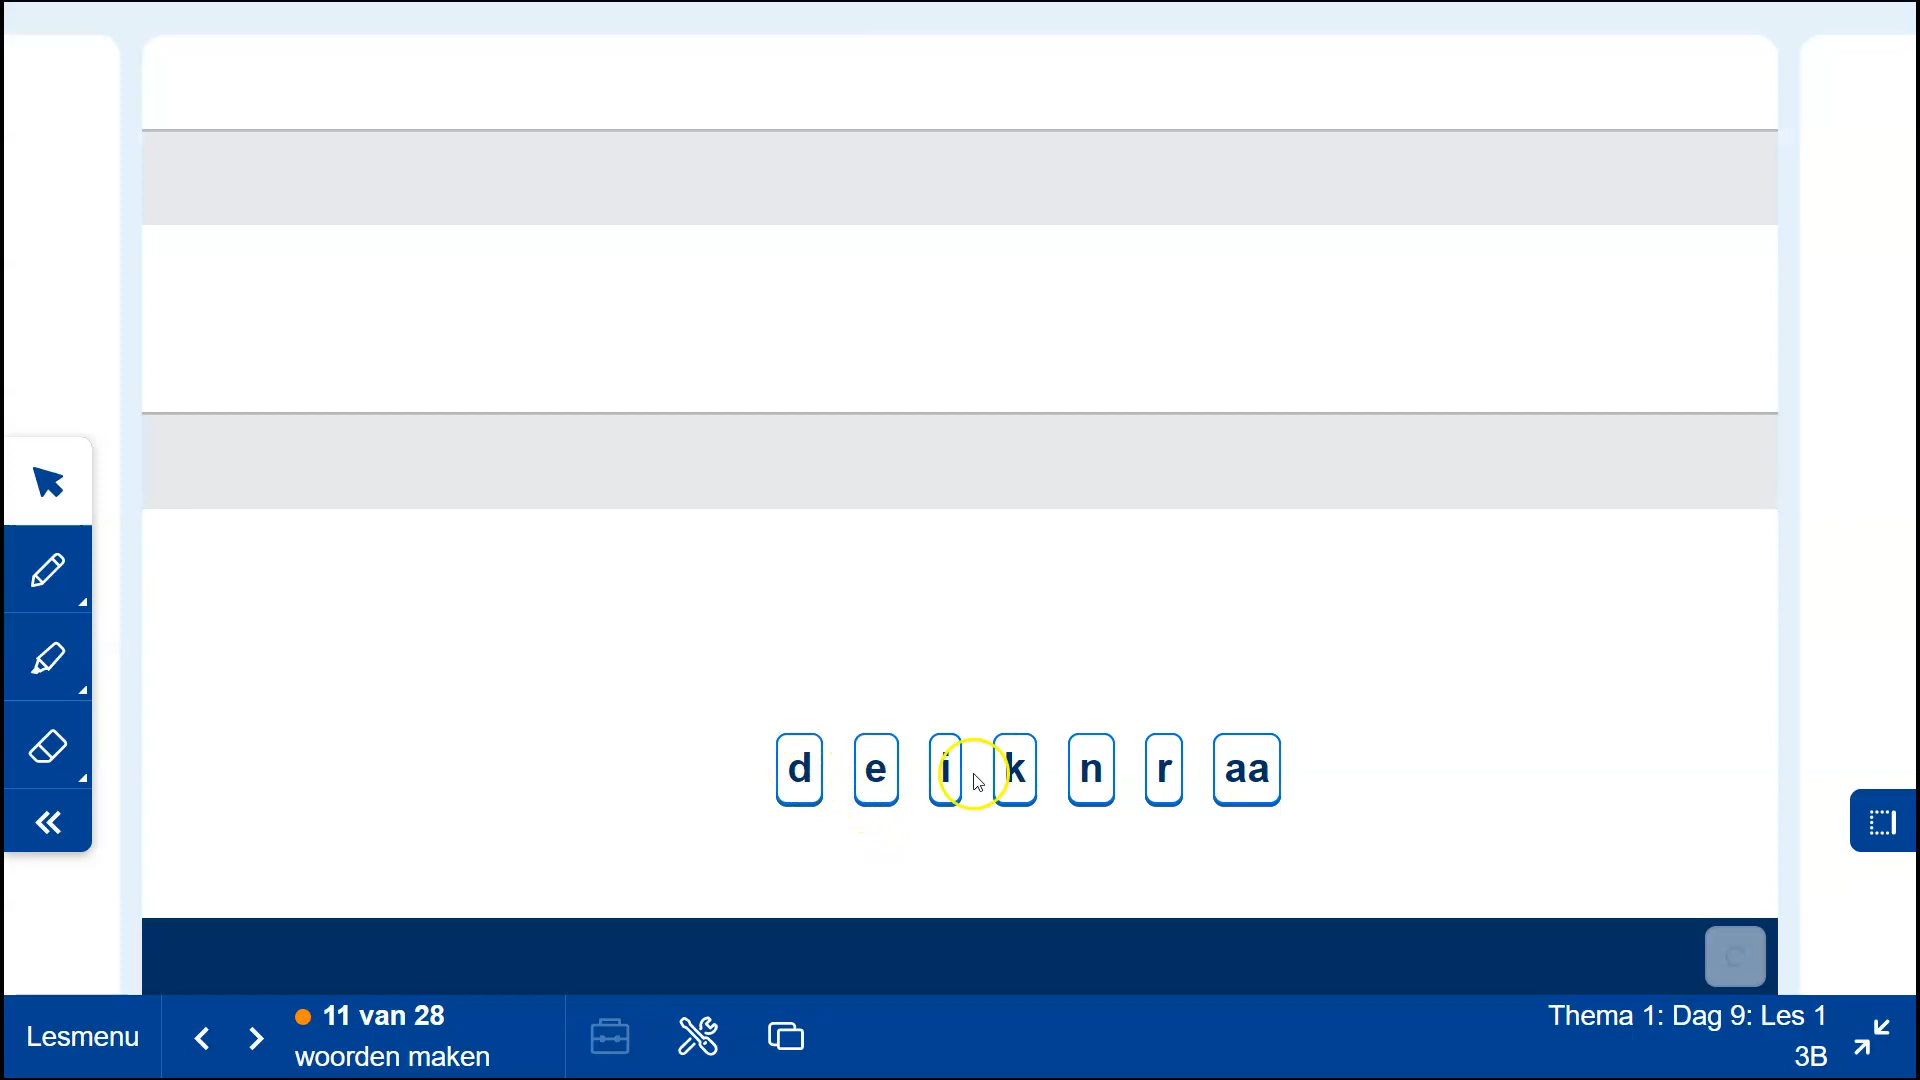 d e i k n r aa
Lesmenu
11 van 28
woorden maken
Thema 1: Dag 9: Les 1
3B